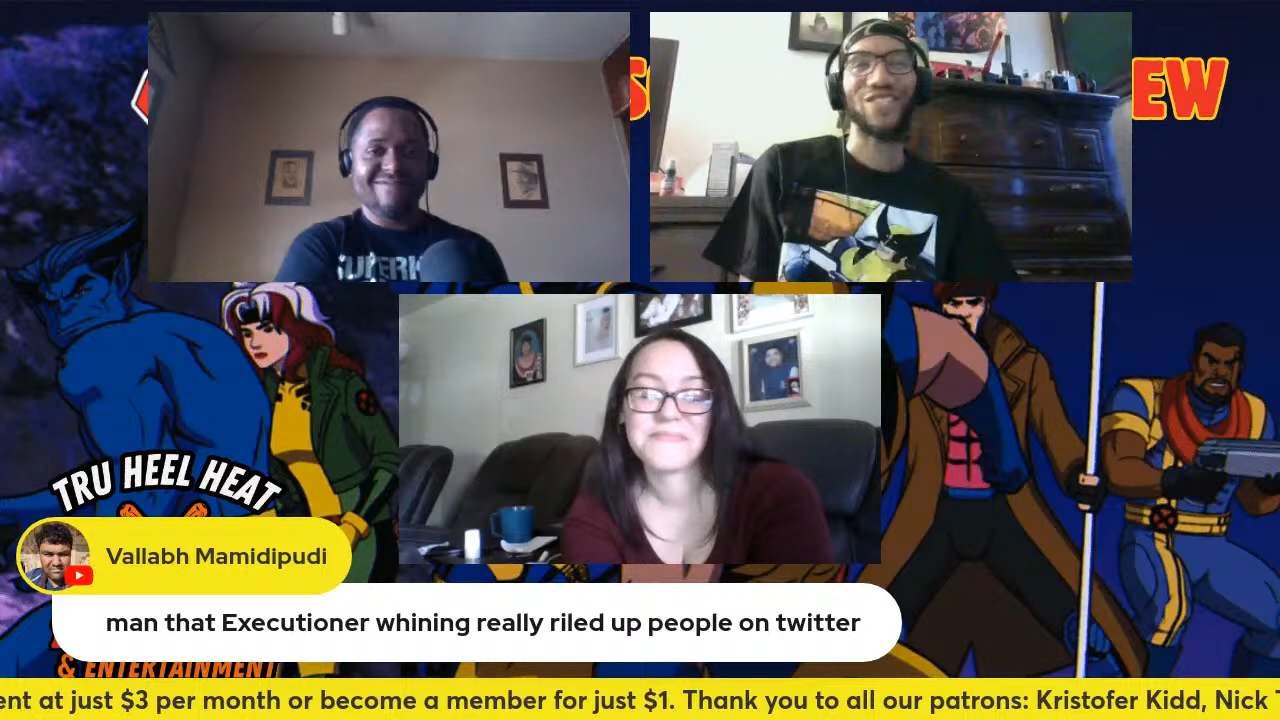 EW
SUPERH
TRU HEEL HEAT
Vallabh Mamidipudi
man that Executioner whining really riled up people on twitter
& ENTERTAINMENT
ent at just $3 per month or become a member for just $1. Thank you to all our patrons: Kristofer Kidd, Nick